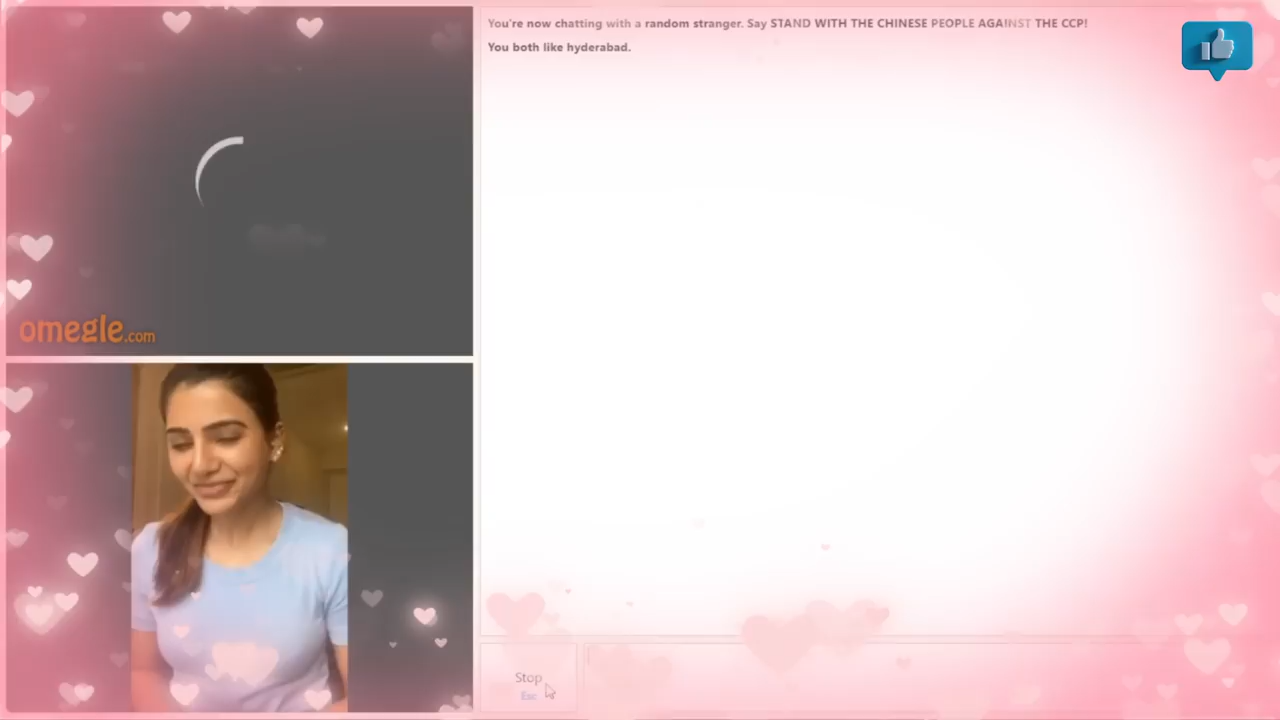 You're now chatting with a random stranger. Say STAND WITH THE CHINESE PEOPLE AGAINST THE CCP!
You both like hyderabad.
omegle.com
Stop
Esc